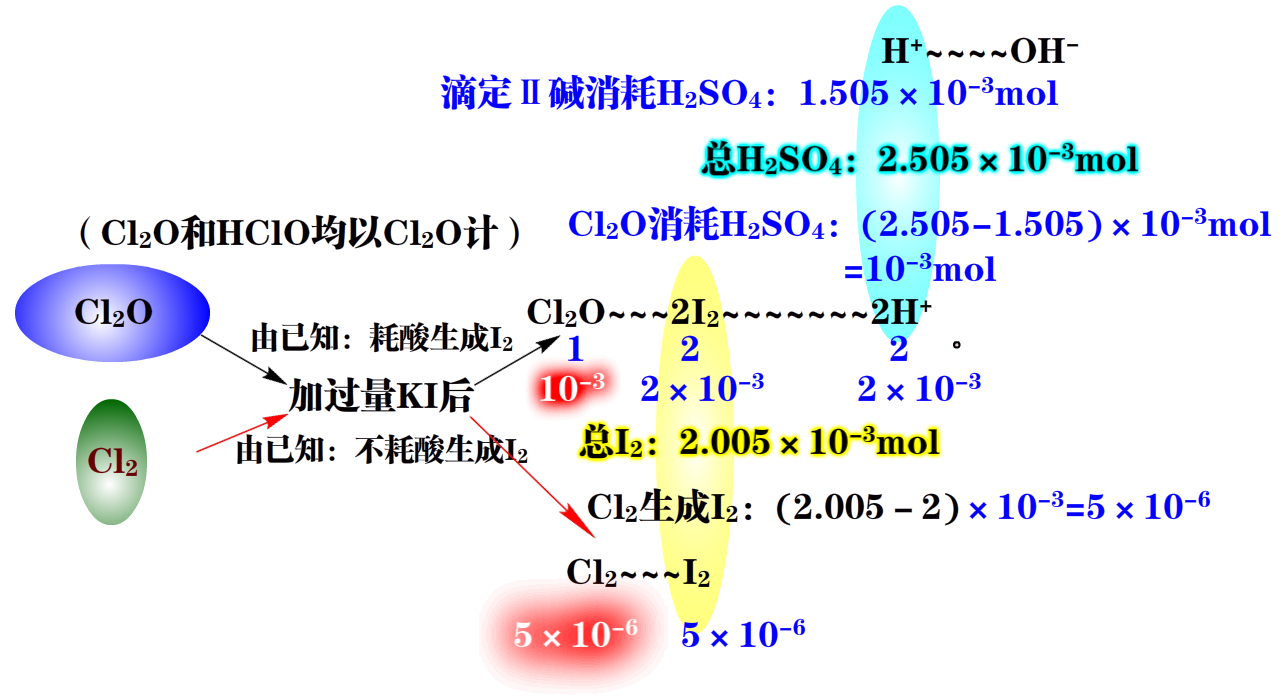 H⁺~~~~OH⁻
滴定Ⅱ碱消耗H₂SO₄：1.505×10⁻³mol
总H₂SO₄：2.505×10⁻³mol
（Cl₂O和HClO均以Cl₂O计）
Cl₂O消耗H₂SO₄：(2.505−1.505)×10⁻³mol
=10⁻³mol
Cl₂O
由已知：耗酸生成I₂
Cl₂O~~~2I₂~~~~~~~2H⁺
1 2 2 。
10⁻³ 2×10⁻³ 2×10⁻³
加过量KI后
Cl₂
由已知：不耗酸生成I₂
总I₂：2.005×10⁻³mol
Cl₂生成I₂：(2.005−2)×10⁻³=5×10⁻⁶
Cl₂~~~I₂
5×10⁻⁶ 5×10⁻⁶